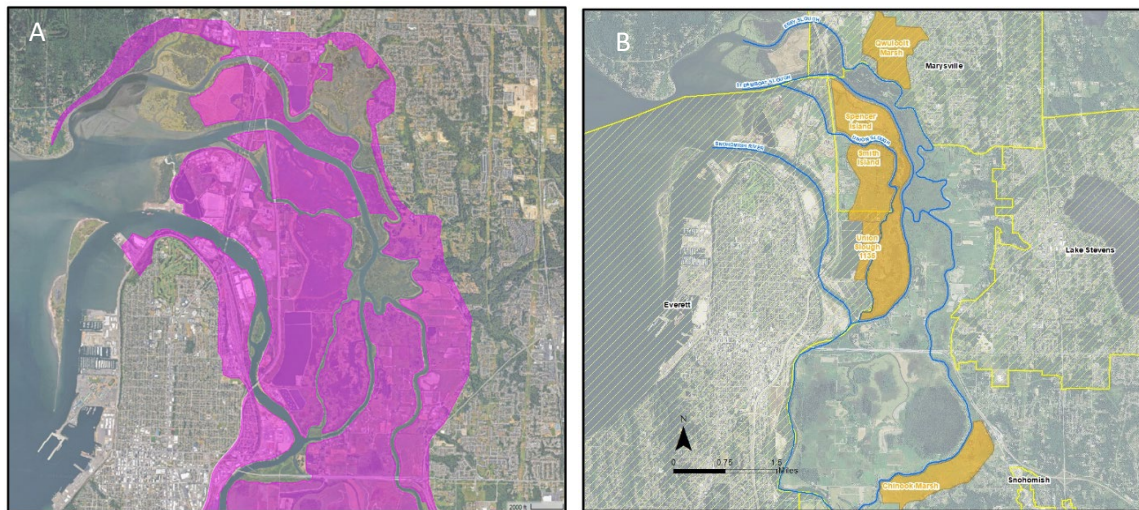 A
2000 ft
B
EBEY SLOUGH
Qwuloolt
Marsh
Marysville
STEAMBOAT SLOUGH
Spencer
Island
UNION SLOUGH
SNOHOMISH RIVER
Smith
Island
Union
Slough
1135
Lake Stevens
Everett
N
0 0.75 1.5
Miles
Snohomish
Chinook Marsh